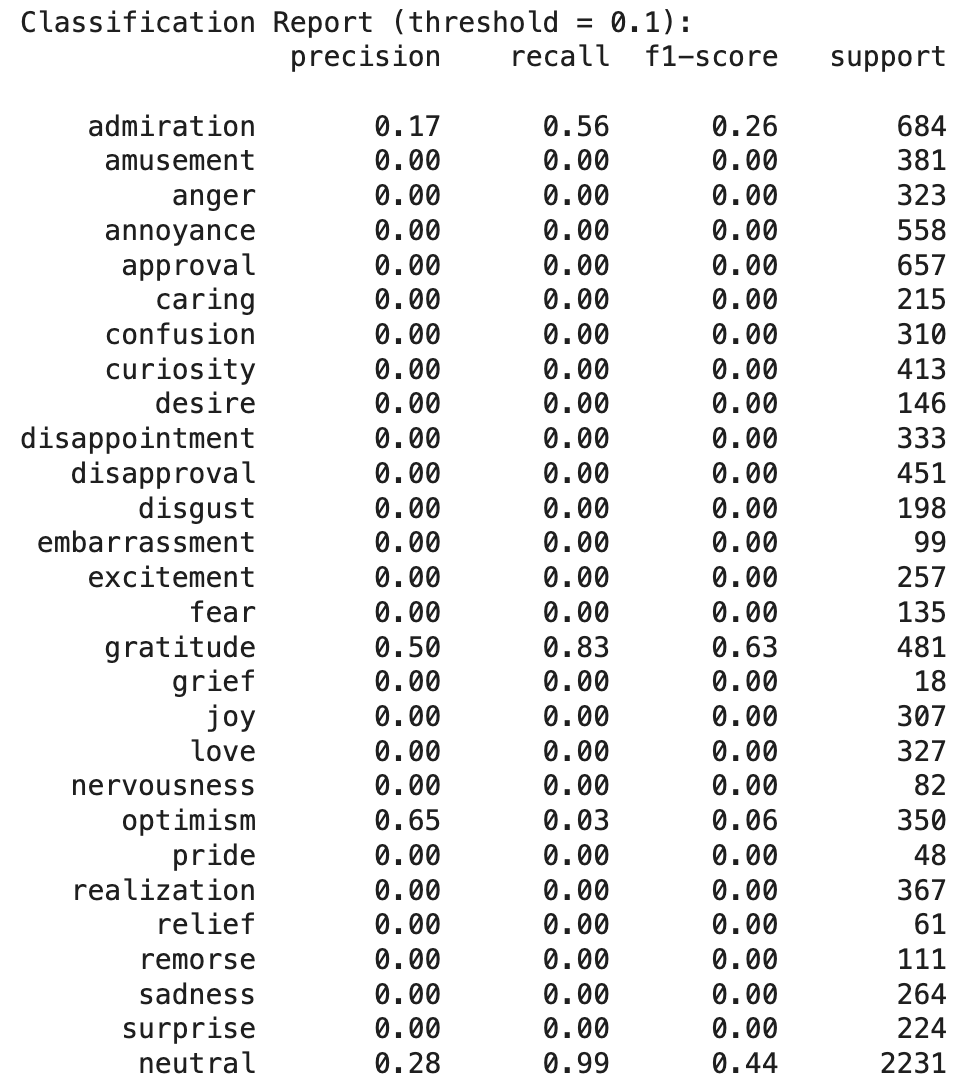 Classification Report (threshold = 0.1):
precision recall f1-score support
admiration 0.17 0.56 0.26 684
amusement 0.00 0.00 0.00 381
anger 0.00 0.00 0.00 323
annoyance 0.00 0.00 0.00 558
approval 0.00 0.00 0.00 657
caring 0.00 0.00 0.00 215
confusion 0.00 0.00 0.00 310
curiosity 0.00 0.00 0.00 413
desire 0.00 0.00 0.00 146
disappointment 0.00 0.00 0.00 333
disapproval 0.00 0.00 0.00 451
disgust 0.00 0.00 0.00 198
embarrassment 0.00 0.00 0.00 99
excitement 0.00 0.00 0.00 257
fear 0.00 0.00 0.00 135
gratitude 0.50 0.83 0.63 481
grief 0.00 0.00 0.00 18
joy 0.00 0.00 0.00 307
love 0.00 0.00 0.00 327
nervousness 0.00 0.00 0.00 82
optimism 0.65 0.03 0.06 350
pride 0.00 0.00 0.00 48
realization 0.00 0.00 0.00 367
relief 0.00 0.00 0.00 61
remorse 0.00 0.00 0.00 111
sadness 0.00 0.00 0.00 264
surprise 0.00 0.00 0.00 224
neutral 0.28 0.99 0.44 2231